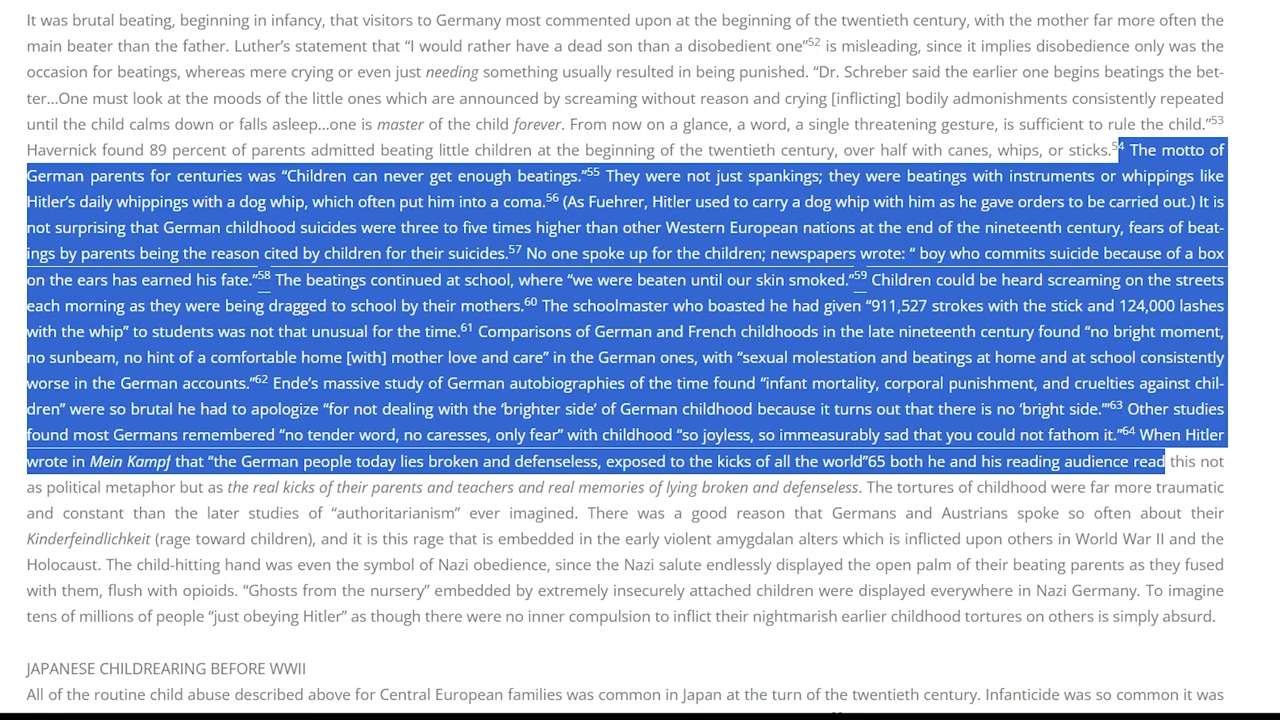 It was brutal beating, beginning in infancy, that visitors to Germany most commented upon at the beginning of the twentieth century, with the mother far more often the
main beater than the father. Luther’s statement that “I would rather have a dead son than a disobedient one”52 is misleading, since it implies disobedience only was the
occasion for beatings, whereas mere crying or even just needing something usually resulted in being punished. “Dr. Schreber said the earlier one begins beatings the bet-
ter…One must look at the moods of the little ones which are announced by screaming without reason and crying [inflicting] bodily admonishments consistently repeated
until the child calms down or falls asleep…one is master of the child forever. From now on a glance, a word, a single threatening gesture, is sufficient to rule the child.”53
Havernick found 89 percent of parents admitted beating little children at the beginning of the twentieth century, over half with canes, whips, or sticks.54 The motto of
German parents for centuries was “Children can never get enough beatings.”55 They were not just spankings; they were beatings with instruments or whippings like
Hitler’s daily whippings with a dog whip, which often put him into a coma.56 (As Fuehrer, Hitler used to carry a dog whip with him as he gave orders to be carried out.) It is
not surprising that German childhood suicides were three to five times higher than other Western European nations at the end of the nineteenth century, fears of beat-
ings by parents being the reason cited by children for their suicides.57 No one spoke up for the children; newspapers wrote: “ boy who commits suicide because of a box
on the ears has earned his fate.”58 The beatings continued at school, where “we were beaten until our skin smoked.”59 Children could be heard screaming on the streets
each morning as they were being dragged to school by their mothers.60 The schoolmaster who boasted he had given “911,527 strokes with the stick and 124,000 lashes
with the whip” to students was not that unusual for the time.61 Comparisons of German and French childhoods in the late nineteenth century found “no bright moment,
no sunbeam, no hint of a comfortable home [with] mother love and care” in the German ones, with “sexual molestation and beatings at home and at school consistently
worse in the German accounts.”62 Ende’s massive study of German autobiographies of the time found “infant mortality, corporal punishment, and cruelties against chil-
dren” were so brutal he had to apologize “for not dealing with the ‘brighter side’ of German childhood because it turns out that there is no ‘bright side.’”63 Other studies
found most Germans remembered “no tender word, no caresses, only fear” with childhood “so joyless, so immeasurably sad that you could not fathom it.”64 When Hitler
wrote in Mein Kampf that “the German people today lies broken and defenseless, exposed to the kicks of all the world”65 both he and his reading audience read this not
as political metaphor but as the real kicks of their parents and teachers and real memories of lying broken and defenseless. The tortures of childhood were far more traumatic
and constant than the later studies of “authoritarianism” ever imagined. There was a good reason that Germans and Austrians spoke so often about their
Kinderfeindlichkeit (rage toward children), and it is this rage that is embedded in the early violent amygdalan alters which is inflicted upon others in World War II and the
Holocaust. The child-hitting hand was even the symbol of Nazi obedience, since the Nazi salute endlessly displayed the open palm of their beating parents as they fused
with them, flush with opioids. “Ghosts from the nursery” embedded by extremely insecurely attached children were displayed everywhere in Nazi Germany. To imagine
tens of millions of people “just obeying Hitler” as though there were no inner compulsion to inflict their nightmarish earlier childhood tortures on others is simply absurd.
JAPANESE CHILDREARING BEFORE WWII
All of the routine child abuse described above for Central European families was common in Japan at the turn of the twentieth century. Infanticide was so common it was